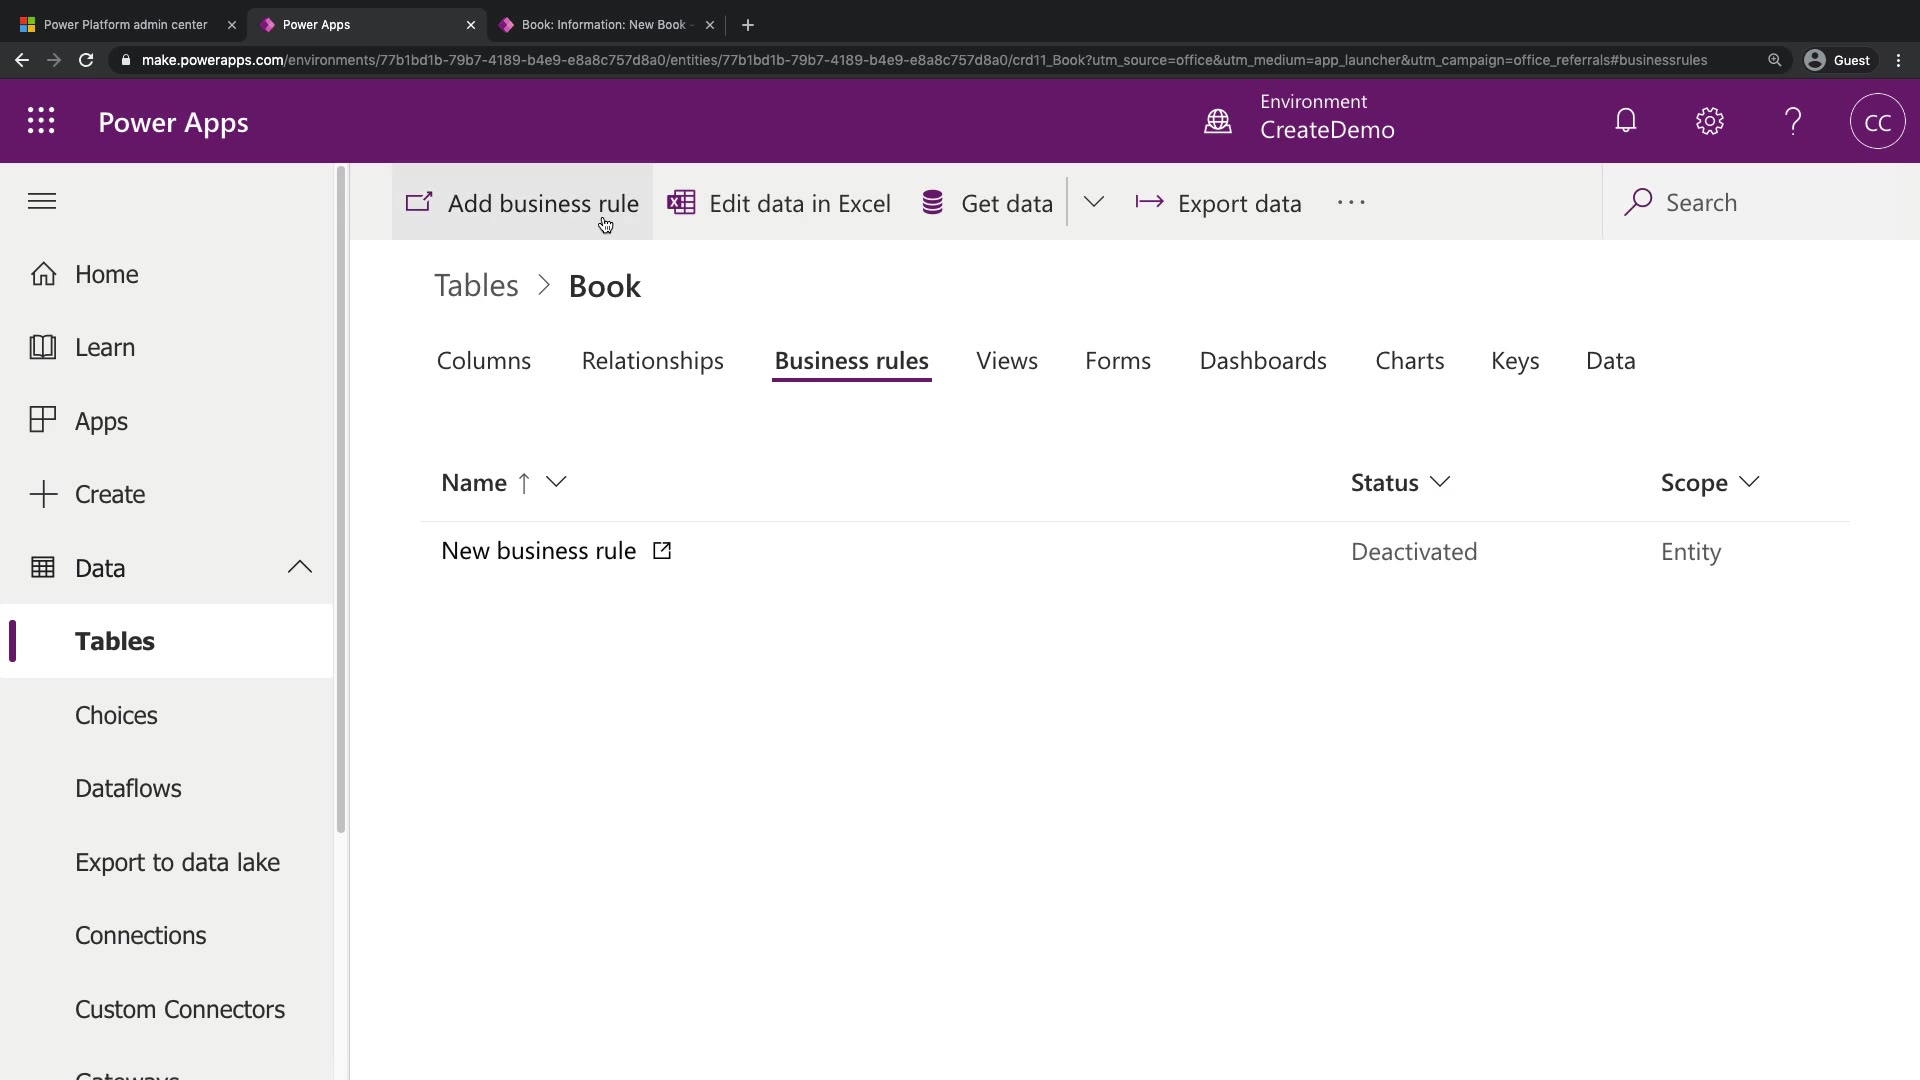 Power Platform admin center
Power Apps
Book: Information: New Book -
make.powerapps.com/environments/77b1bd1b-79b7-4189-b4e9-e8a8c757d8a0/entities/77b1bd1b-79b7-4189-b4e9-e8a8c757d8a0/crd11_Book?utm_source=office&utm_medium=app_launcher&utm_campaign=office_referrals#businessrules
Guest
Power Apps
Environment
CreateDemo
CC
Add business rule
Edit data in Excel
Get data
Export data
Search
Home
Learn
Apps
Create
Data
Tables
Choices
Dataflows
Export to data lake
Connections
Custom Connectors
Tables > Book
Columns
Relationships
Business rules
Views
Forms
Dashboards
Charts
Keys
Data
Name
Status
Scope
New business rule
Deactivated
Entity